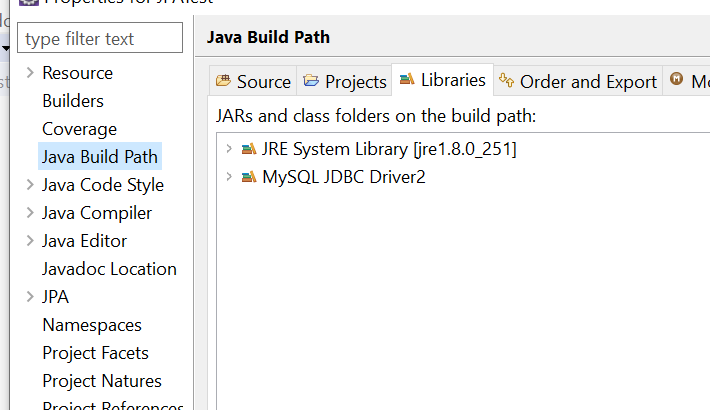 Properties for JPATest
type filter text
Resource
Builders
Coverage
Java Build Path
Java Code Style
Java Compiler
Java Editor
Javadoc Location
JPA
Namespaces
Project Facets
Project Natures
Project References
Java Build Path
Source
Projects
Libraries
Order and Export
JARs and class folders on the build path:
JRE System Library [jre1.8.0_251]
MySQL JDBC Driver2